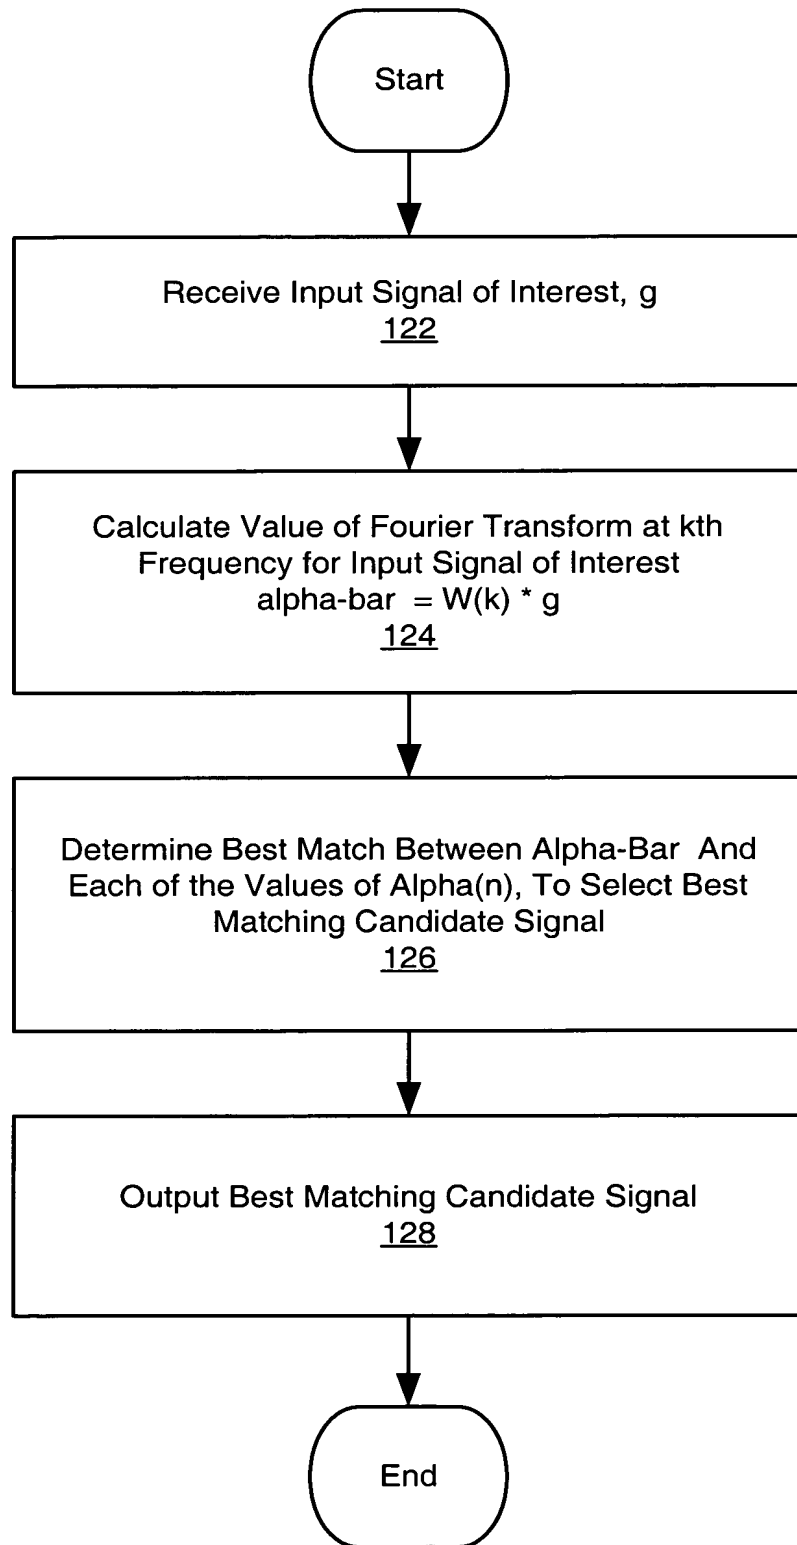 Start
Receive Input Signal of Interest, g
122
Calculate Value of Fourier Transform at kth
Frequency for Input Signal of Interest
alpha-bar = W(k) * g
124
Determine Best Match Between Alpha-Bar And
Each of the Values of Alpha(n), To Select Best
Matching Candidate Signal
126
Output Best Matching Candidate Signal
128
End